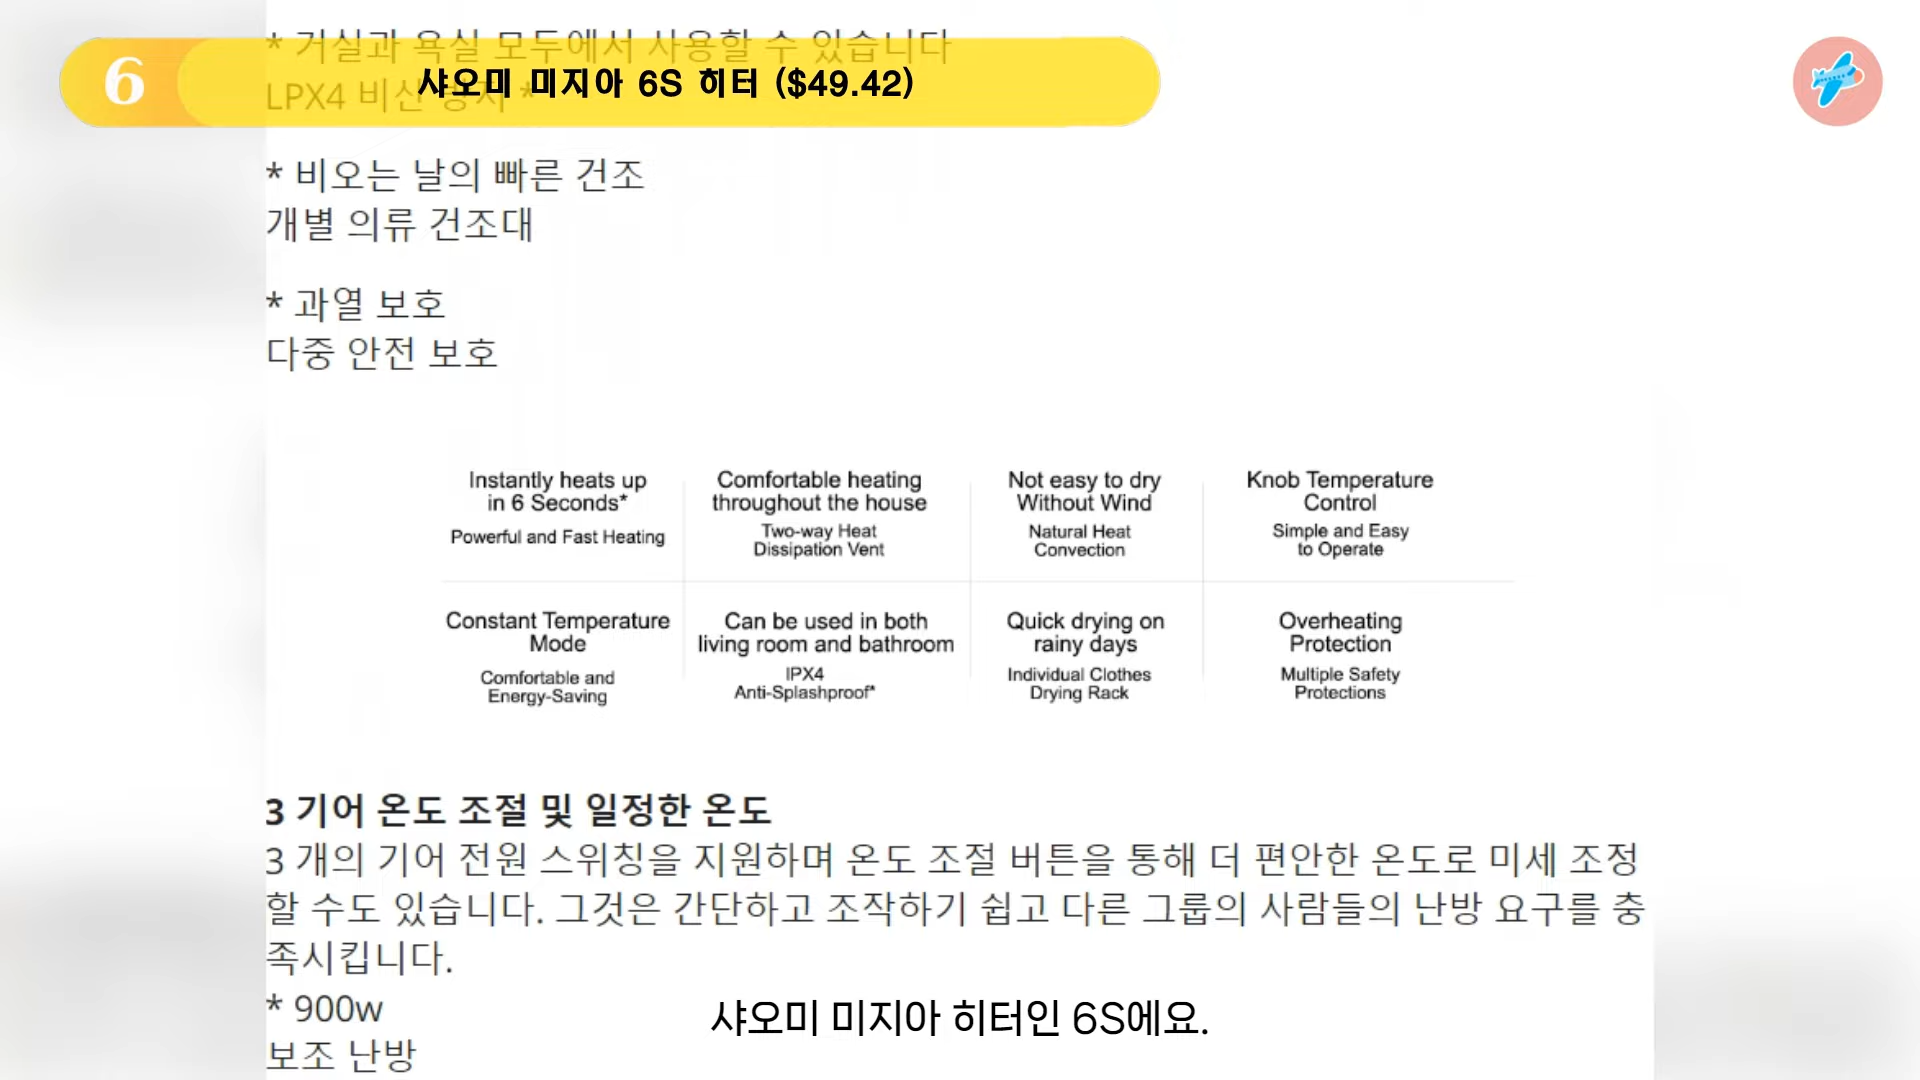 * 거실과 욕실 모두에서 사용할 수 있습니다
6
샤오미 미지아 6S 히터 ($49.42)
LPX4 비산 방지 *
* 비오는 날의 빠른 건조
개별 의류 건조대
* 과열 보호
다중 안전 보호
Instantly heats up
in 6 Seconds*
Powerful and Fast Heating
Comfortable heating
throughout the house
Two-way Heat
Dissipation Vent
Not easy to dry
Without Wind
Natural Heat
Convection
Knob Temperature
Control
Simple and Easy
to Operate
Constant Temperature
Mode
Comfortable and
Energy-Saving
Can be used in both
living room and bathroom
IPX4
Anti-Splashproof*
Quick drying on
rainy days
Individual Clothes
Drying Rack
Overheating
Protection
Multiple Safety
Protections
3 기어 온도 조절 및 일정한 온도
3 개의 기어 전원 스위칭을 지원하며 온도 조절 버튼을 통해 더 편안한 온도로 미세 조정
할 수도 있습니다. 그것은 간단하고 조작하기 쉽고 다른 그룹의 사람들의 난방 요구를 충
족시킵니다.
* 900w
보조 난방
샤오미 미지아 히터인 6S에요.